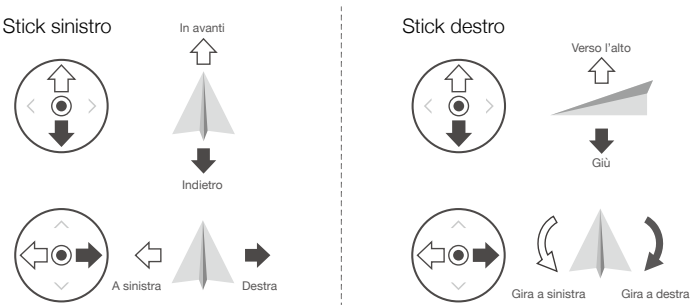 Stick sinistro
In avanti
Indietro
A sinistra
Destra
Stick destro
Verso l'alto
Giù
Gira a sinistra
Gira a destra